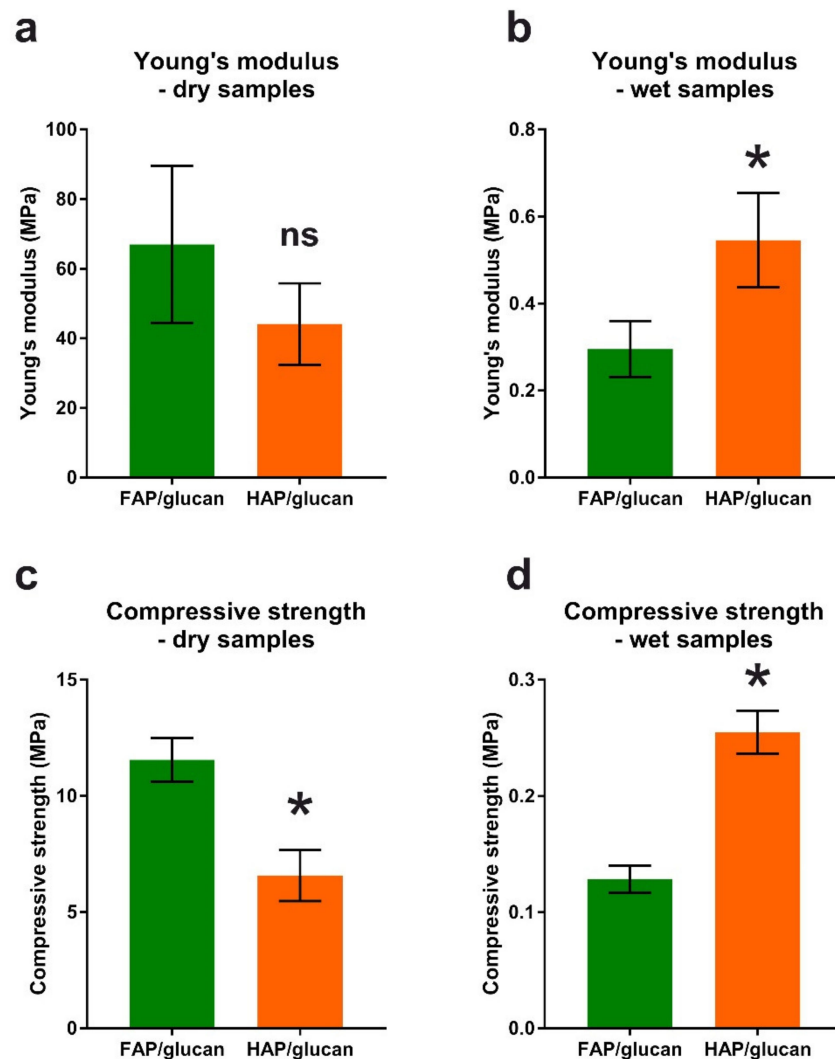 a
Young's modulus
- dry samples
Young's modulus (MPa)
100
80
60
40
20
0
ns
FAP/glucan HAP/glucan
b
Young's modulus
- wet samples
Young's modulus (MPa)
0.8
0.6
0.4
0.2
0.0
*
FAP/glucan HAP/glucan
c
Compressive strength
- dry samples
Compressive strength (MPa)
15
10
5
0
*
FAP/glucan HAP/glucan
d
Compressive strength
- wet samples
Compressive strength (MPa)
0.3
0.2
0.1
0.0
*
FAP/glucan HAP/glucan